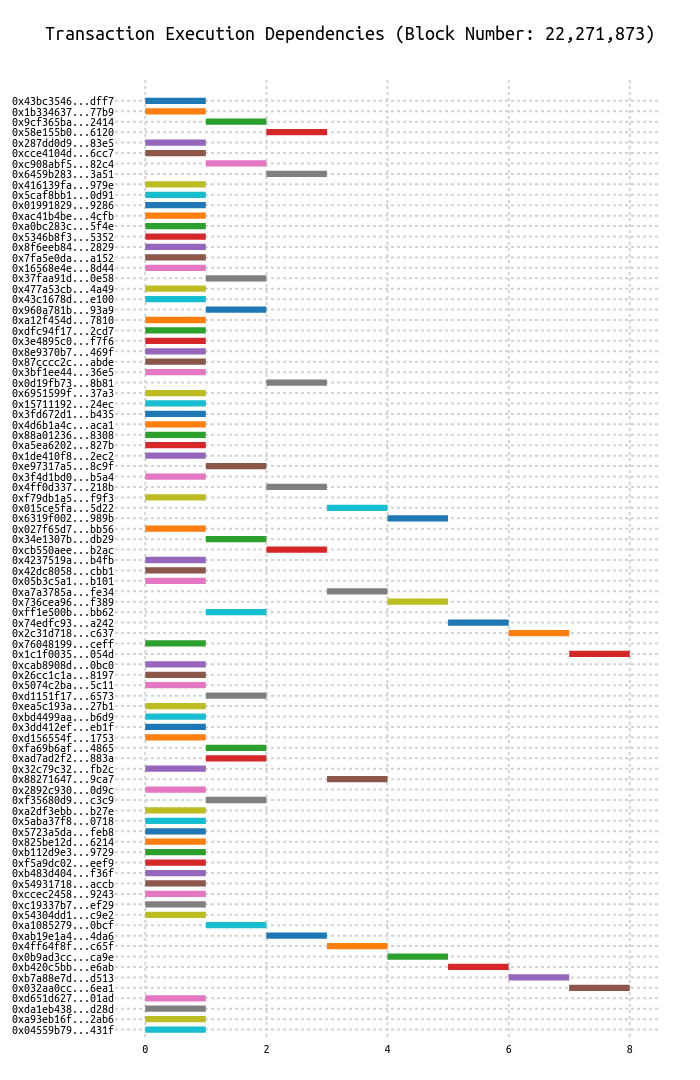 Transaction Execution Dependencies (Block Number: 22,271,873)
0x43bc3546...dff7
0x1b334637...77b9
0x9cf365ba...2414
0x58e155b0...6120
0x287dd0d9...83e5
0xcce4104d...6cc7
0xc908abf5...82c4
0x6459b283...3a51
0x416139fa...979e
0x5caf8bb1...0d91
0x01991829...9286
0xac41b4be...4cfb
0xa0bc283c...5f4e
0x5346b8f3...5352
0x8f6eeb84...2829
0x7fa5e0da...a152
0x16568e4e...8d44
0x37faa91d...0e58
0x477a53cb...4a49
0x43c1678d...e100
0x960a781b...93a9
0xa12f454d...7810
0xdfc94f17...2cd7
0x3e4895c0...f7f6
0x8e9370b7...469f
0x87cccc2c...abde
0x3bf1ee44...36e5
0x0d19fb73...8b81
0x6951599f...37a3
0x15711192...24ec
0x3fd672d1...b435
0x4d6b1a4c...aca1
0x88a01236...8308
0xa5ea6202...827b
0x1de410f8...2ec2
0xe97317a5...8c9f
0x3f4d1bd0...b5a4
0x4ff0d337...218b
0xf79db1a5...f9f3
0x015ce5fa...5d22
0x6319f002...989b
0x027f65d7...bb56
0x34e1307b...db29
0xcb550aee...b2ac
0x4237519a...b4fb
0x42dc8058...cbb1
0x05b3c5a1...b101
0xa7a3785a...fe34
0x736cea96...f389
0xff1e500b...bb62
0x74edfc93...a242
0x2c31d718...c637
0x76048199...ceff
0x1c1f0035...054d
0xcab8908d...0bc0
0x26cc1c1a...8197
0x5074c2ba...5c11
0xd1151f17...6573
0xea5c193a...27b1
0xbd4499aa...b6d9
0x3dd412ef...eb1f
0xd156554f...1753
0xfa69b6af...4865
0xad7ad2f2...883a
0x32c79c32...fb2c
0x88271647...9ca7
0x2892c930...0d9c
0xf35680d9...c3c9
0xa2df3ebb...b27e
0x5aba37f8...0718
0x5723a5da...feb8
0x825be12d...6214
0xb112d9e3...9729
0xf5a9dc02...eef9
0xb483d404...f36f
0x54931718...accb
0xccec2458...9243
0xc19337b7...ef29
0x54304dd1...c9e2
0xa1085279...0bcf
0xab19e1a4...4da6
0x4ff64f8f...c65f
0x0b9ad3cc...ca9e
0xb420c5bb...e6ab
0xb7a88e7d...d513
0x032aa0cc...6ea1
0xd651d627...01ad
0xda1eb438...d28d
0xa93eb16f...2ab6
0x04559b79...431f
0 2 4 6 8